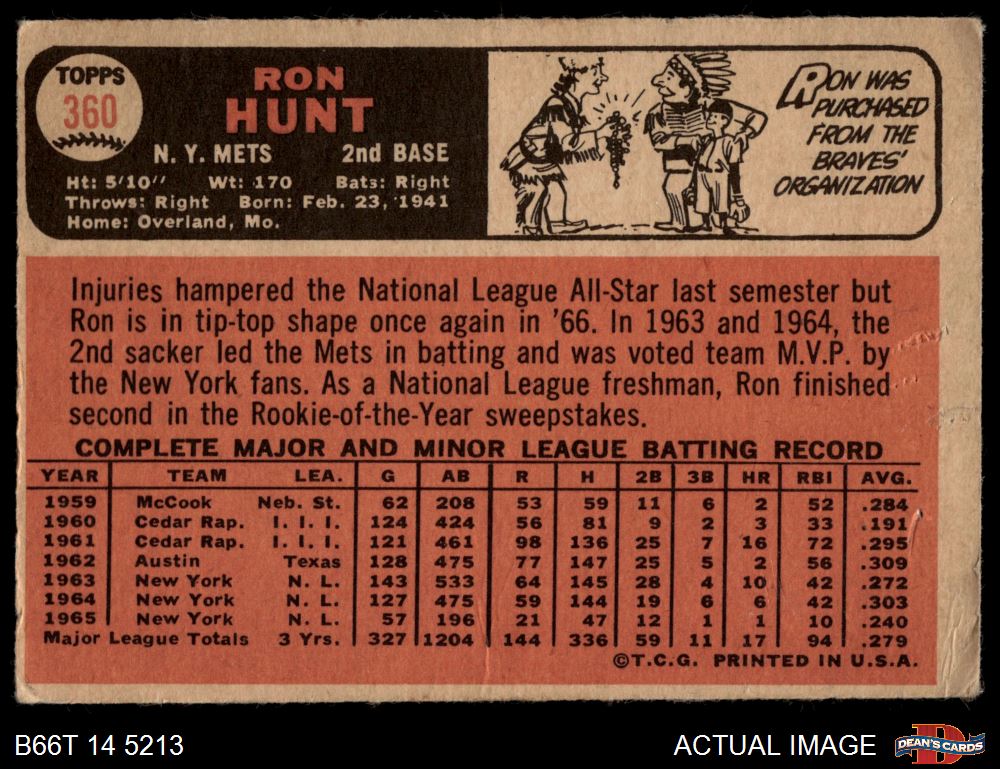 TOPPS
360
RON
HUNT
N. Y. METS 2nd BASE
Ht: 5'10" Wt: 170 Bats: Right
Throws: Right Born: Feb. 23, 1941
Home: Overland, Mo.
RON WAS
PURCHASED
FROM THE
BRAVES'
ORGANIZATION
Injuries hampered the National League All-Star last semester but
Ron is in tip-top shape once again in '66. In 1963 and 1964, the
2nd sacker led the Mets in batting and was voted team M.V.P. by
the New York fans. As a National League freshman, Ron finished
second in the Rookie-of-the-Year sweepstakes.
COMPLETE MAJOR AND MINOR LEAGUE BATTING RECORD
YEAR TEAM LEA. G AB R H 2B 3B HR RBI AVG.
1959 McCook Neb. St. 62 208 53 59 11 6 2 52 .284
1960 Cedar Rap. I. I. I. 124 424 56 81 9 2 3 33 .191
1961 Cedar Rap. I. I. I. 121 461 98 136 25 7 16 72 .295
1962 Austin Texas 128 475 77 147 25 5 2 56 .309
1963 New York N. L. 143 533 64 145 28 4 10 42 .272
1964 New York N. L. 127 475 59 144 19 6 6 42 .303
1965 New York N. L. 57 196 21 47 12 1 1 10 .240
Major League Totals 3 Yrs. 327 1204 144 336 59 11 17 94 .279
©T.C.G. PRINTED IN U.S.A.
B66T 14 5213
ACTUAL IMAGE
D
DEAN'S CARDS